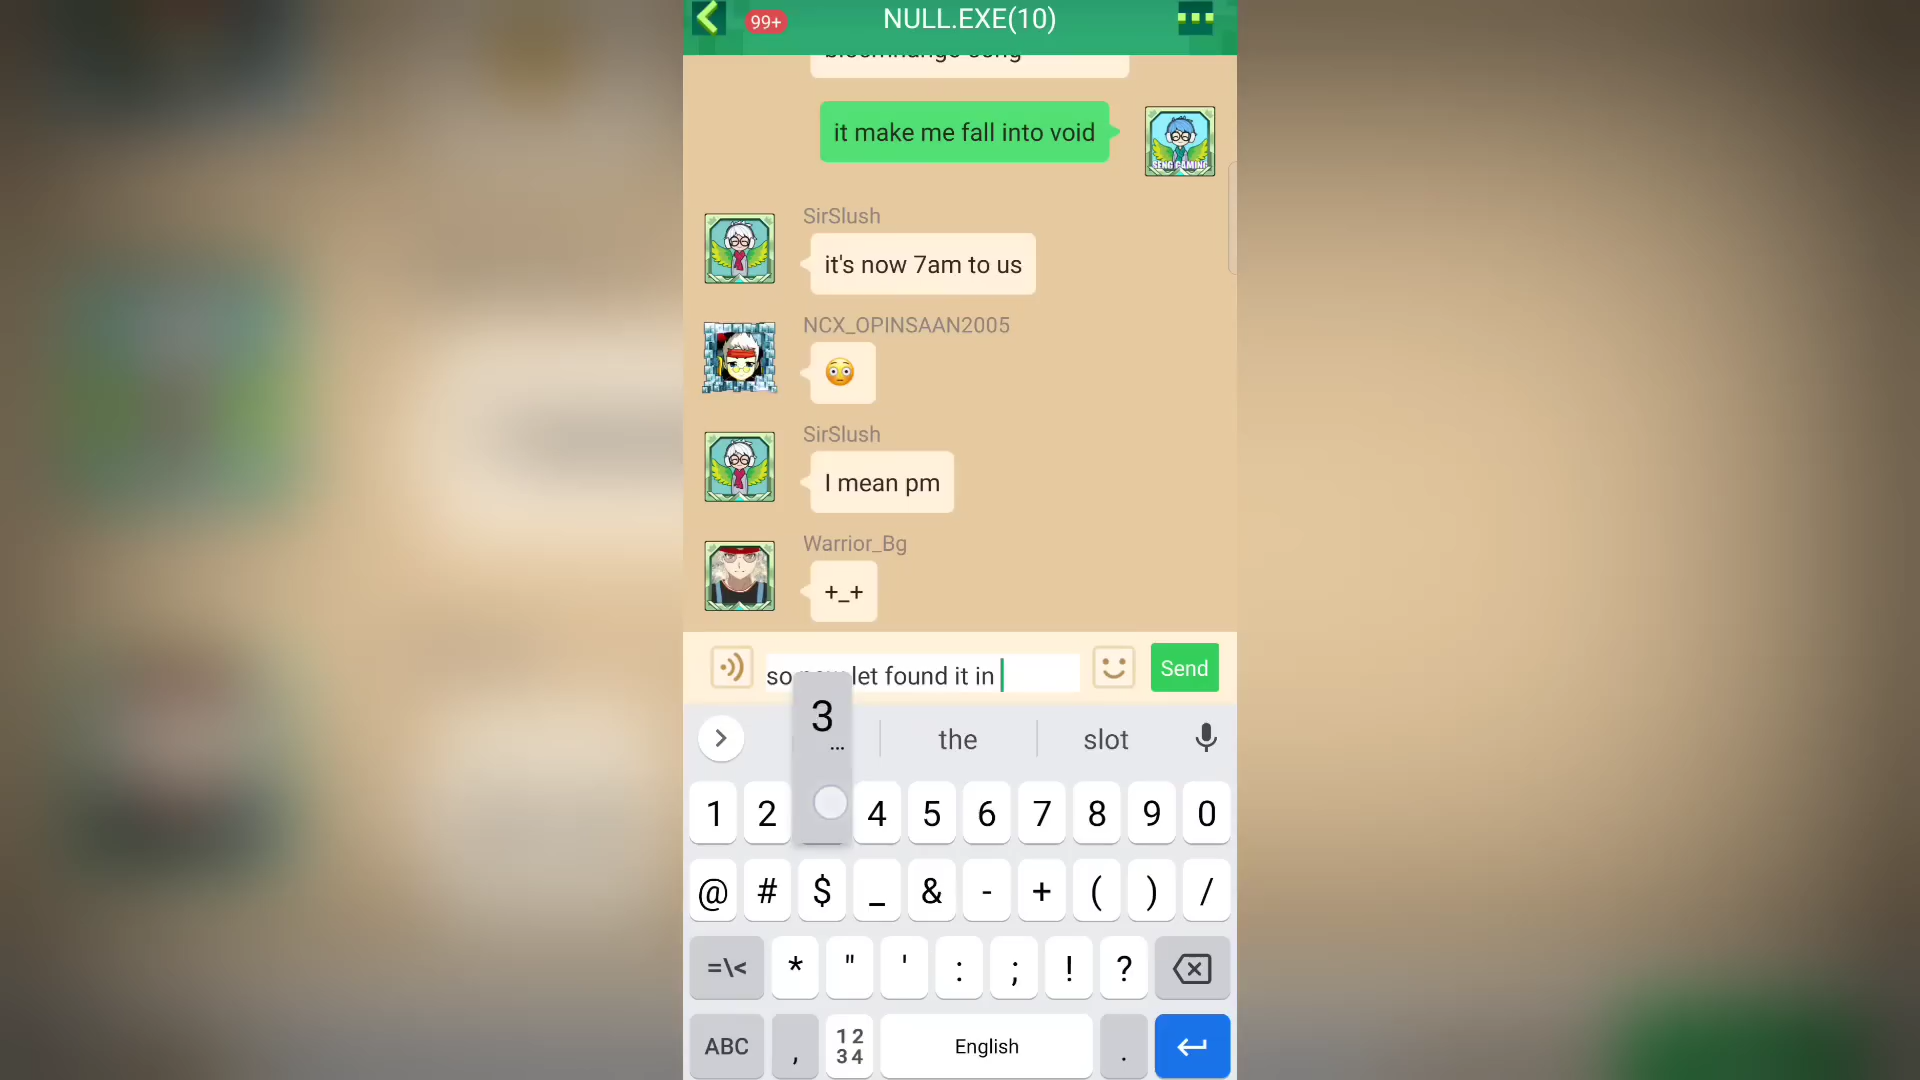 99+
NULL.EXE(10)
it make me fall into void
SENG GAMING
SirSlush
it's now 7am to us
NCX_OPINSAAN2005
SirSlush
I mean pm
Warrior_Bg
+_+
so let found it in
Send
3
...
the
slot
1 2 4 5 6 7 8 9 0
@ # $ _ & - + ( ) /
=\< * " ' : ; ! ?
ABC , 12 34 English .